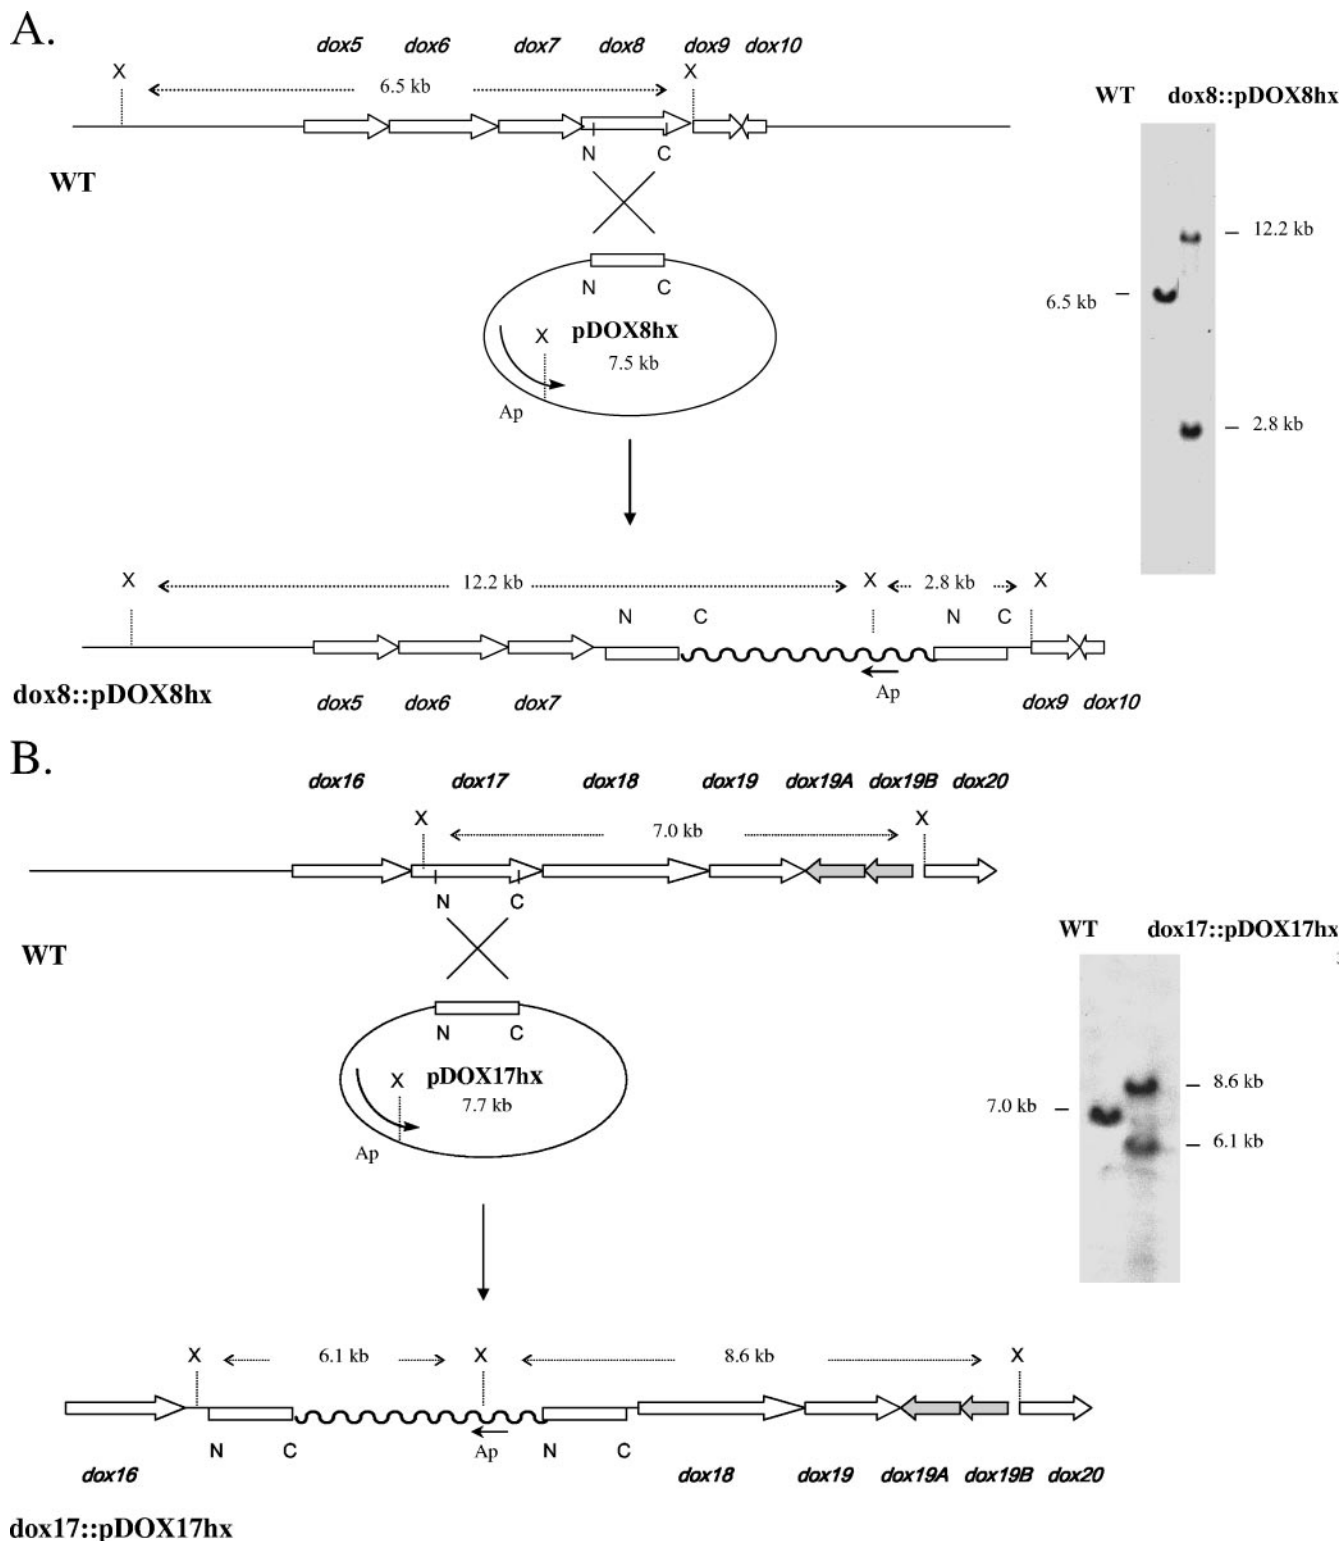 A.
dox5 dox6 dox7 dox8 dox9 dox10
X 6.5 kb X
N C
WT
N C
pDOX8hx
X
7.5 kb
Ap
WT dox8::pDOX8hx
12.2 kb
6.5 kb
2.8 kb
X 12.2 kb X 2.8 kb X
N C N C
Ap
dox8::pDOX8hx
dox5 dox6 dox7 dox9 dox10
B.
dox16 dox17 dox18 dox19 dox19A dox19B dox20
X 7.0 kb X
N C
WT
N C
pDOX17hx
X
7.7 kb
Ap
WT dox17::pDOX17hx
8.6 kb
7.0 kb
6.1 kb
X 6.1 kb X 8.6 kb X
N C Ap N C
dox16 dox18 dox19 dox19A dox19B dox20
dox17::pDOX17hx